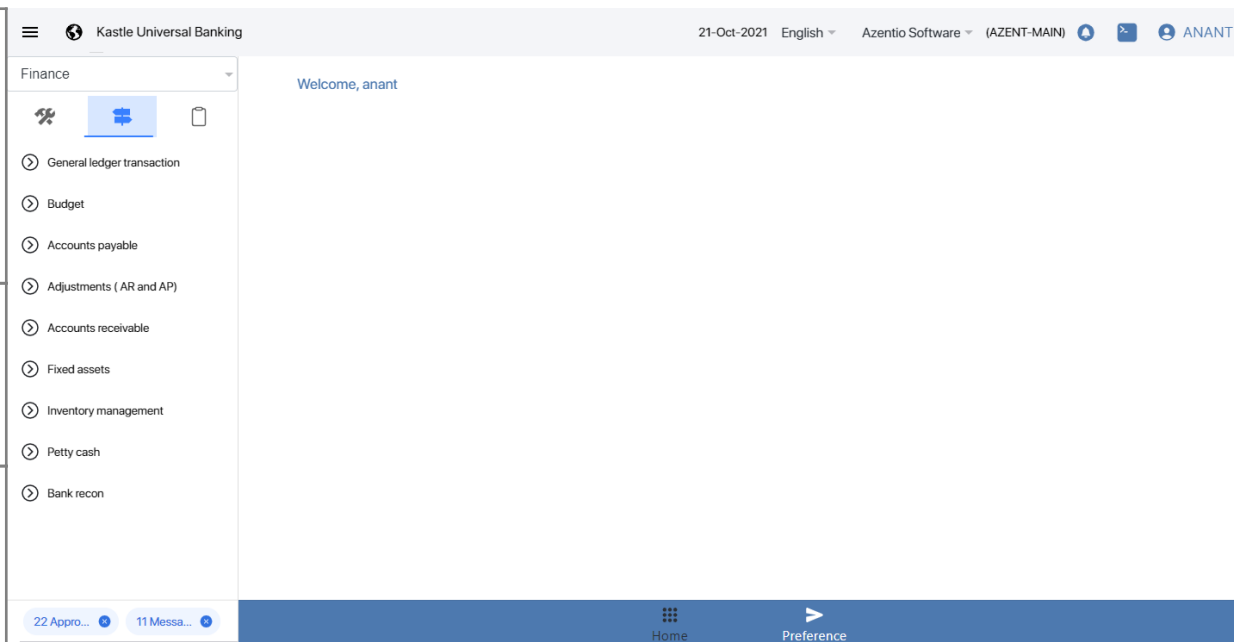 Kastle Universal Banking 21-Oct-2021 English Azentio Software (AZENT-MAIN) ANANT
Finance
Welcome, anant
General ledger transaction
Budget
Accounts payable
Adjustments ( AR and AP)
Accounts receivable
Fixed assets
Inventory management
Petty cash
Bank recon
22 Appro... 11 Messa... Home Preference